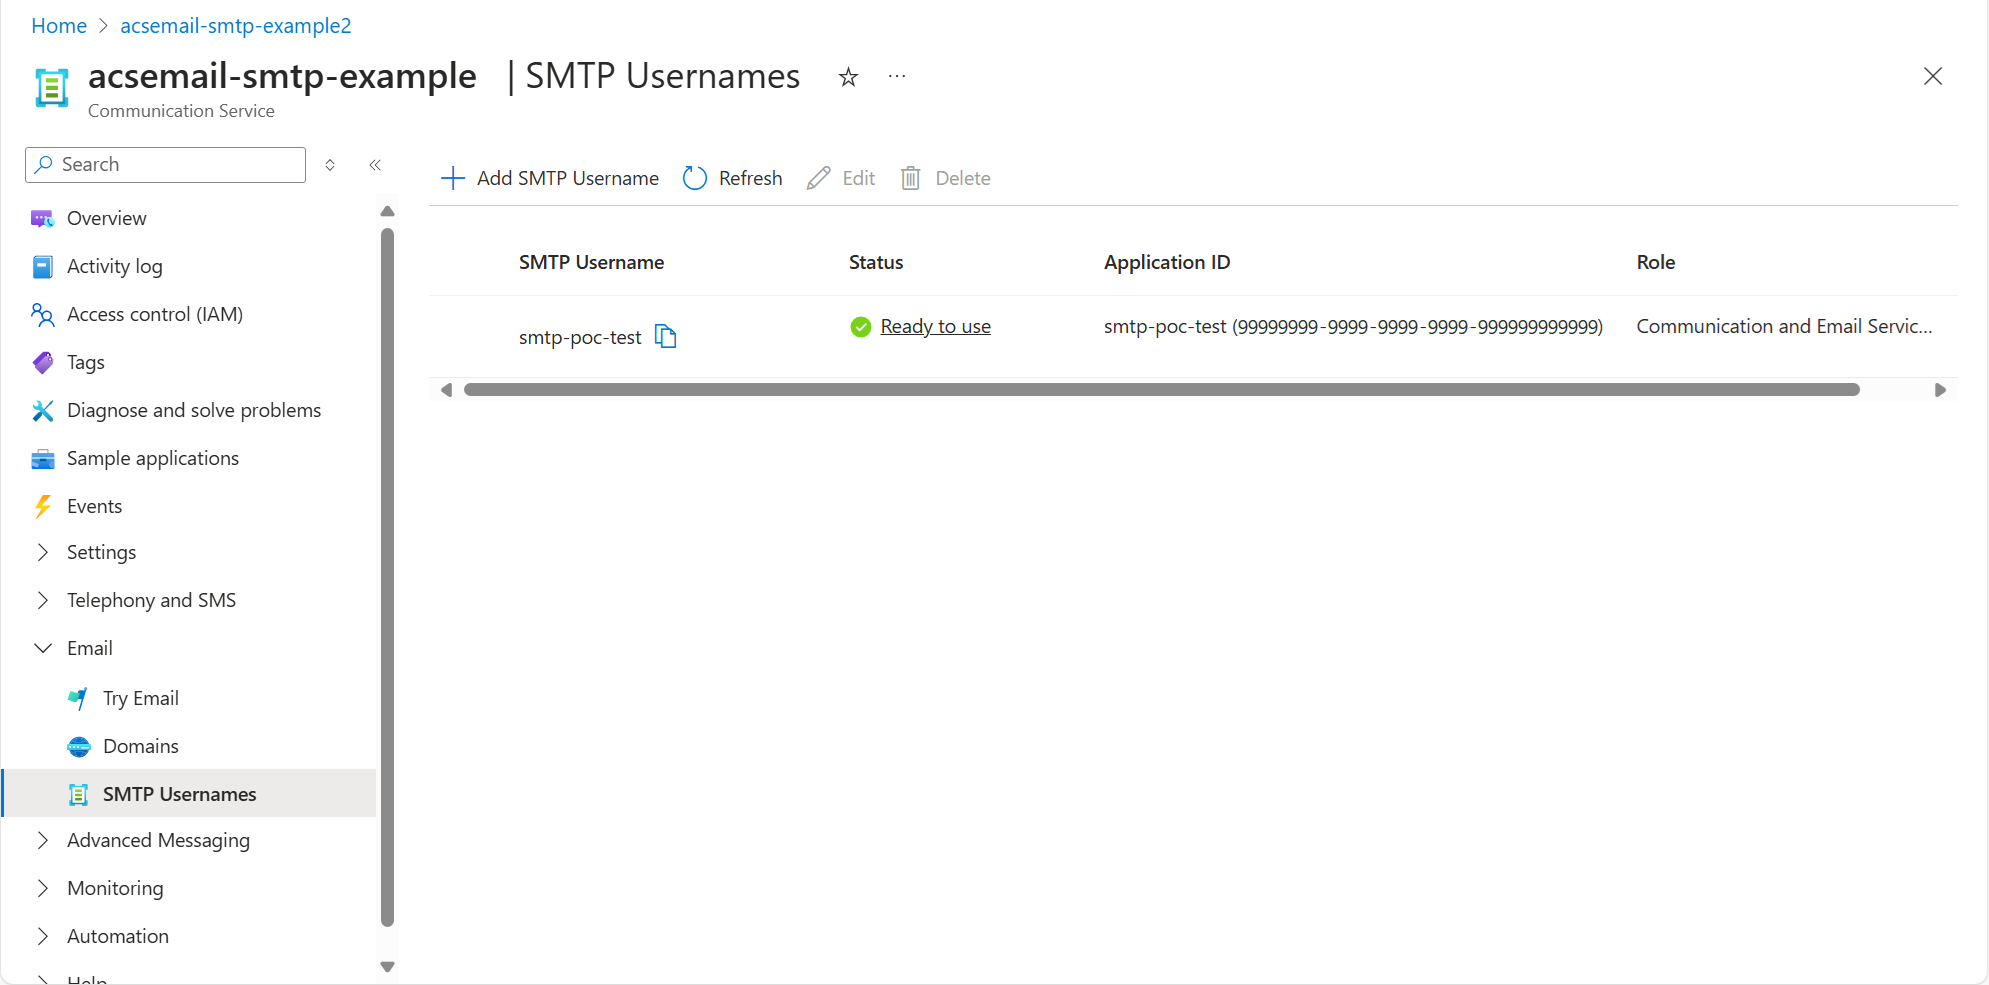 Home > acsemail-smtp-example2
acsemail-smtp-example | SMTP Usernames
Communication Service
Search
Overview
Activity log
Access control (IAM)
Tags
Diagnose and solve problems
Sample applications
Events
Settings
Telephony and SMS
Email
Try Email
Domains
SMTP Usernames
Advanced Messaging
Monitoring
Automation
Help
Add SMTP Username Refresh Edit Delete
SMTP Username Status Application ID Role
smtp-poc-test Ready to use smtp-poc-test (99999999-9999-9999-9999-999999999999) Communication and Email Servic...